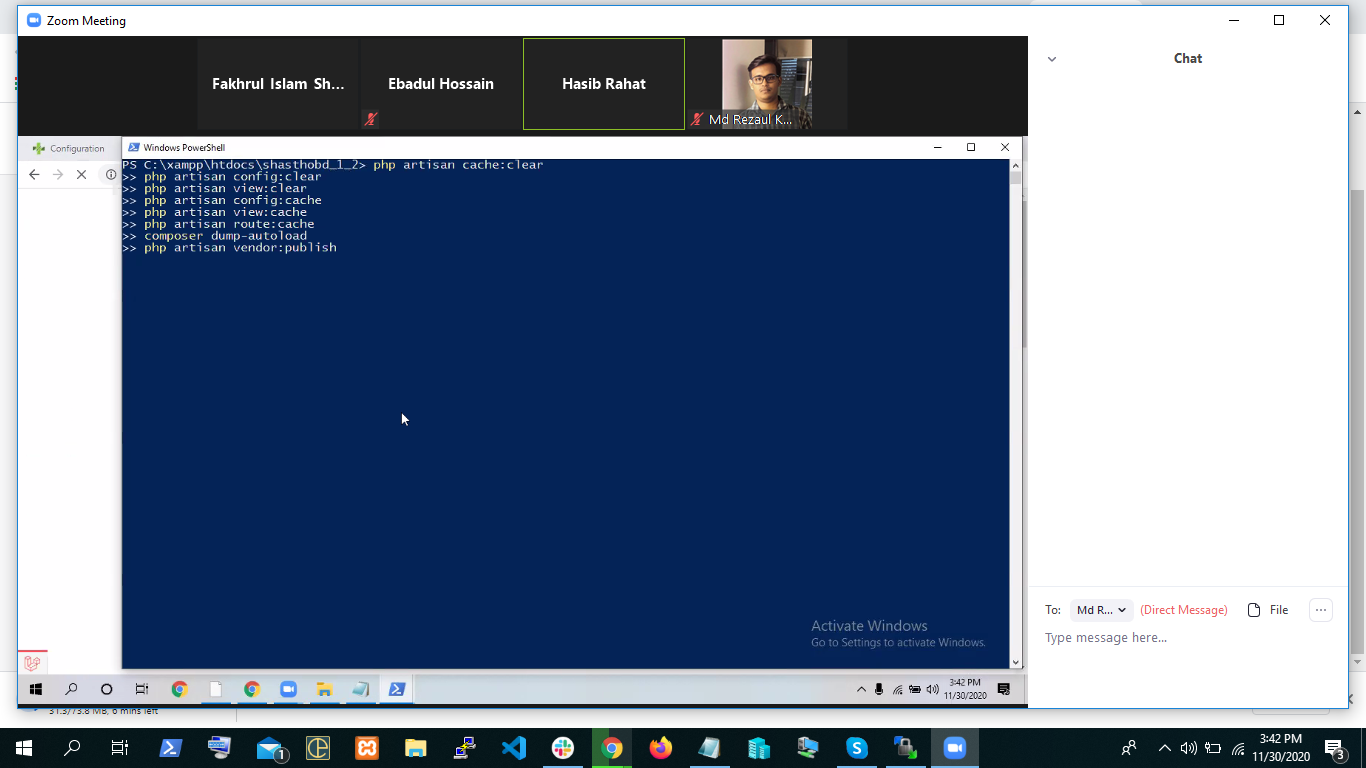 Zoom Meeting
Fakhrul Islam Sh...
Ebadul Hossain
Hasib Rahat
Md Rezaul K...
Chat
Configuration
Windows PowerShell
PS C:\xampp\htdocs\shasthobd_1_2> php artisan cache:clear
>> php artisan config:clear
>> php artisan view:clear
>> php artisan config:cache
>> php artisan view:cache
>> php artisan route:cache
>> composer dump-autoload
>> php artisan vendor:publish
Activate Windows
Go to Settings to activate Windows.
To: Md R... (Direct Message) File
Type message here...
3:42 PM
11/30/2020
31.3/73.8 MB, 6 mins left
1
3:42 PM
11/30/2020
3